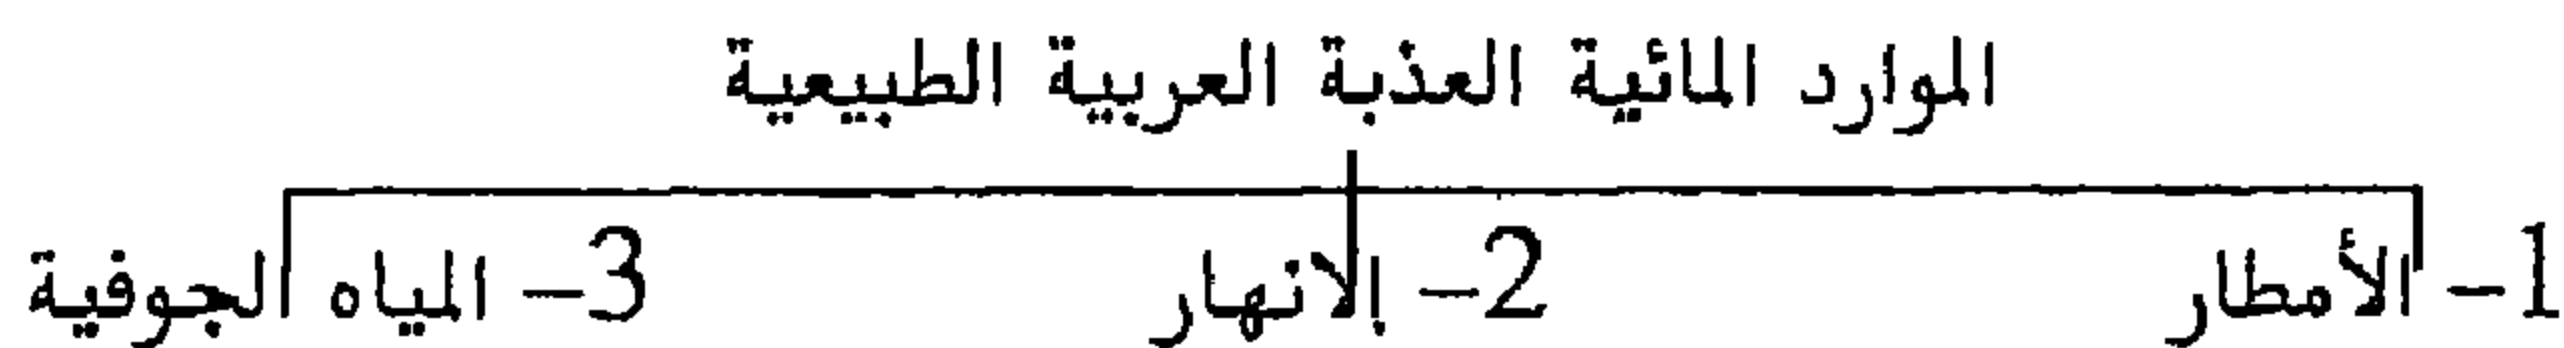 الموارد المائية العذبة العربية الطبيعية
1- الأمطار 2- الانهار 3- المياه الجوفية